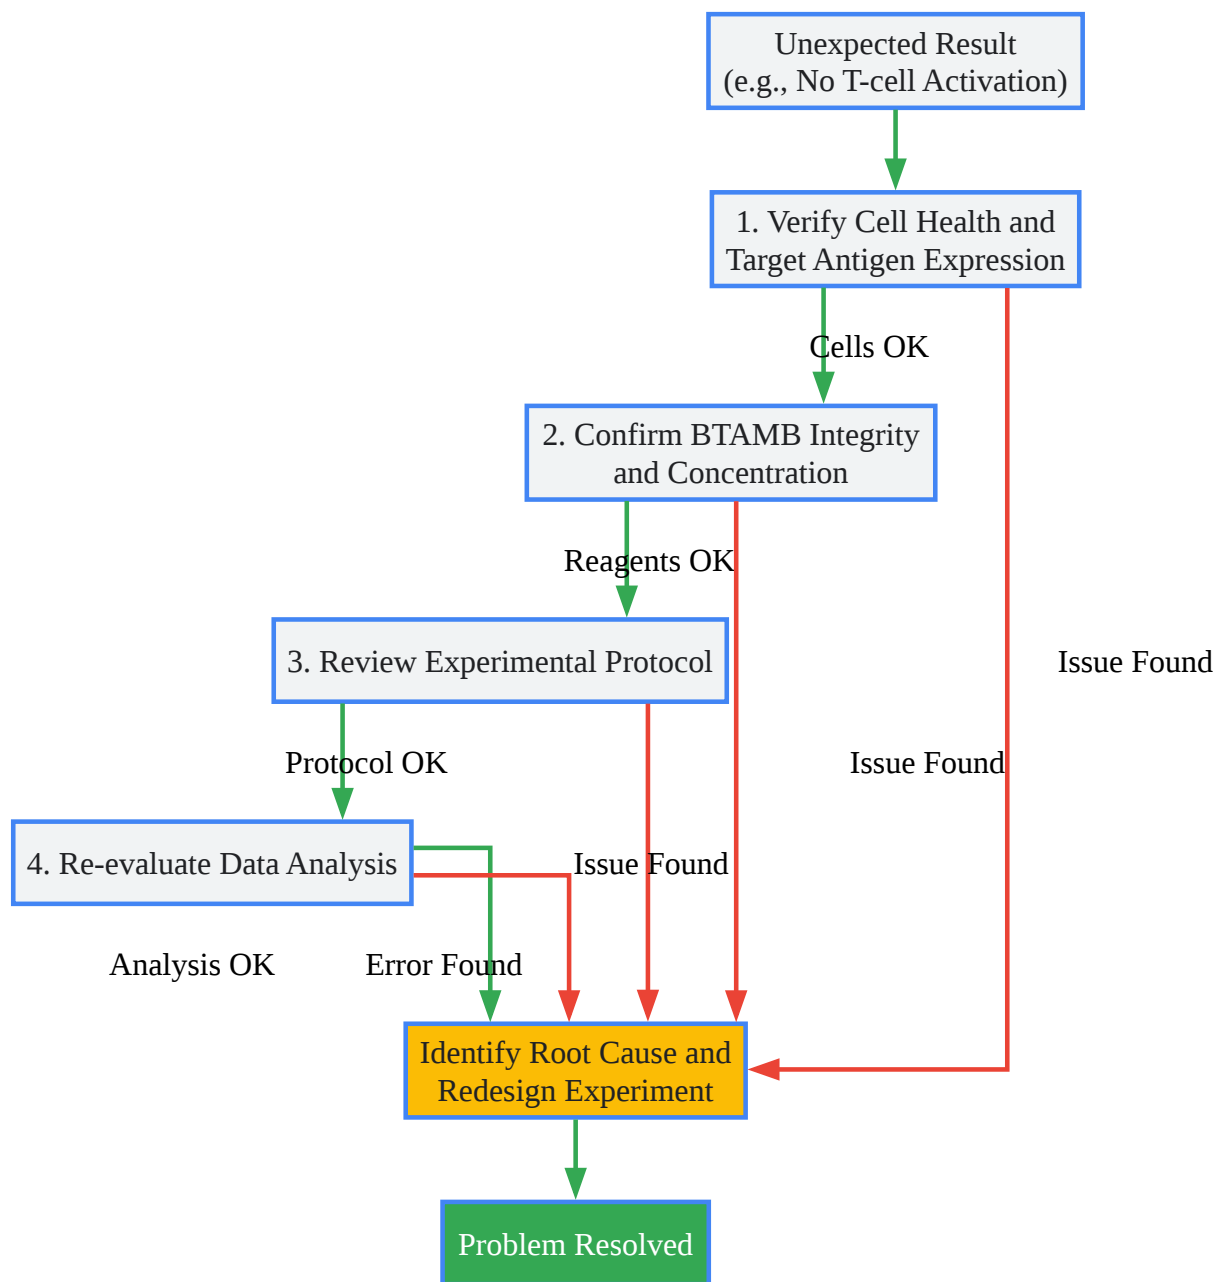 Unexpected Result
(e.g., No T-cell Activation)
1. Verify Cell Health and
Target Antigen Expression
Cells OK
2. Confirm BTAMB Integrity
and Concentration
Reagents OK
3. Review Experimental Protocol
Issue Found
Protocol OK
Issue Found
4. Re-evaluate Data Analysis
Issue Found
Analysis OK
Error Found
Identify Root Cause and
Redesign Experiment
Problem Resolved